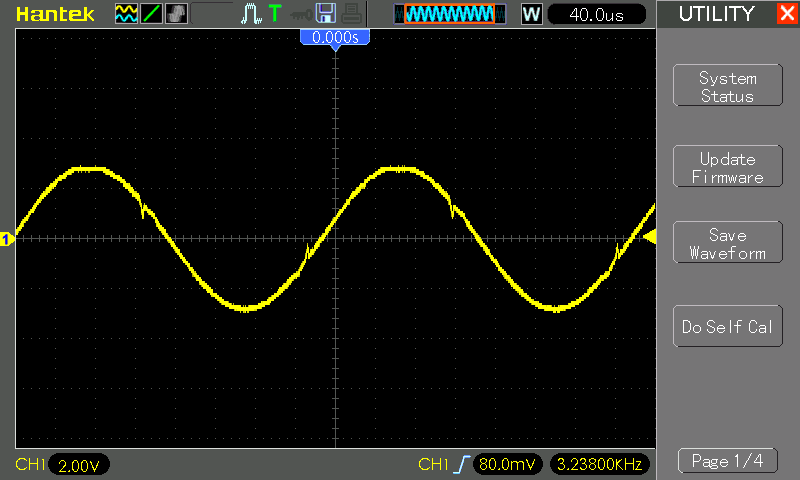 Hantek
T
W
40.0us
UTILITY
0.000s
System
Status
Update
Firmware
1
Save
Waveform
Do Self Cal
CH1 2.00V
CH1 80.0mV 3.23800KHz
Page 1/4